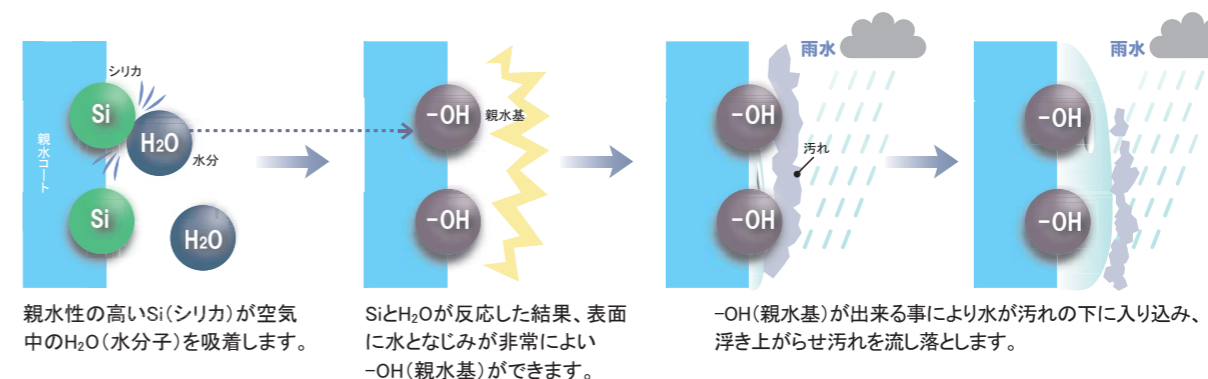 シリカ
Si
H₂O
水分
親水コート
Si
H₂O
親水性の高いSi(シリカ)が空気
中のH₂O(水分子)を吸着します。
-OH
親水基
-OH
SiとH₂Oが反応した結果、表面
に水となじみが非常によい
-OH(親水基)ができます。
雨水
-OH
汚れ
-OH
雨水
-OH
-OH
-OH(親水基)が出来る事により水が汚れの下に入り込み、
浮き上がらせ汚れを流し落とします。